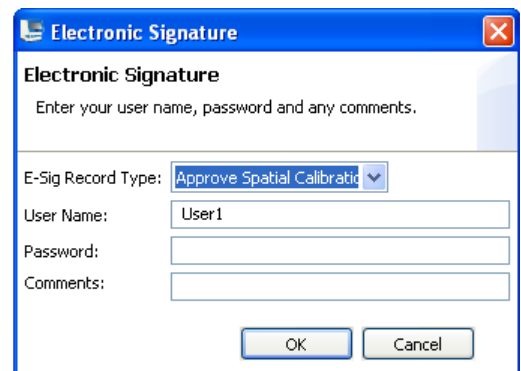 Electronic Signature
Electronic Signature
Enter your user name, password and any comments.
E-Sig Record Type: Approve Spatial Calibratic
User Name: User1
Password:
Comments:
OK Cancel